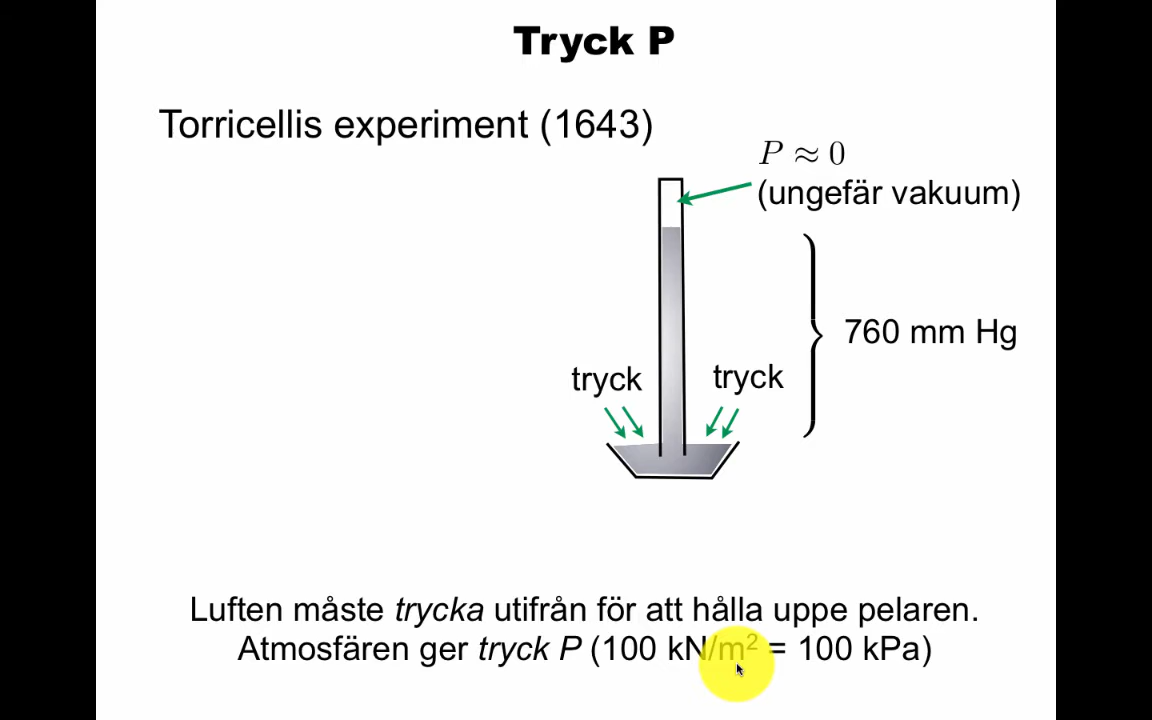 Tryck P
Torricellis experiment (1643)
P ≈ 0
(ungefär vakuum)
760 mm Hg
tryck
tryck
Luften måste trycka utifrån för att hålla uppe pelaren.
Atmosfären ger tryck P (100 kN/m² = 100 kPa)